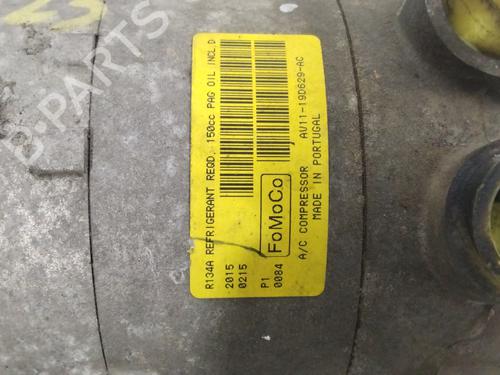 R134A REFRIGERANT REQD. 150cc PAG OIL INCL.D
2015
0215
P1
0084
FoMoCo
A/C COMPRESSOR AV11-19D629-AC
MADE IN PORTUGAL
B PARTS